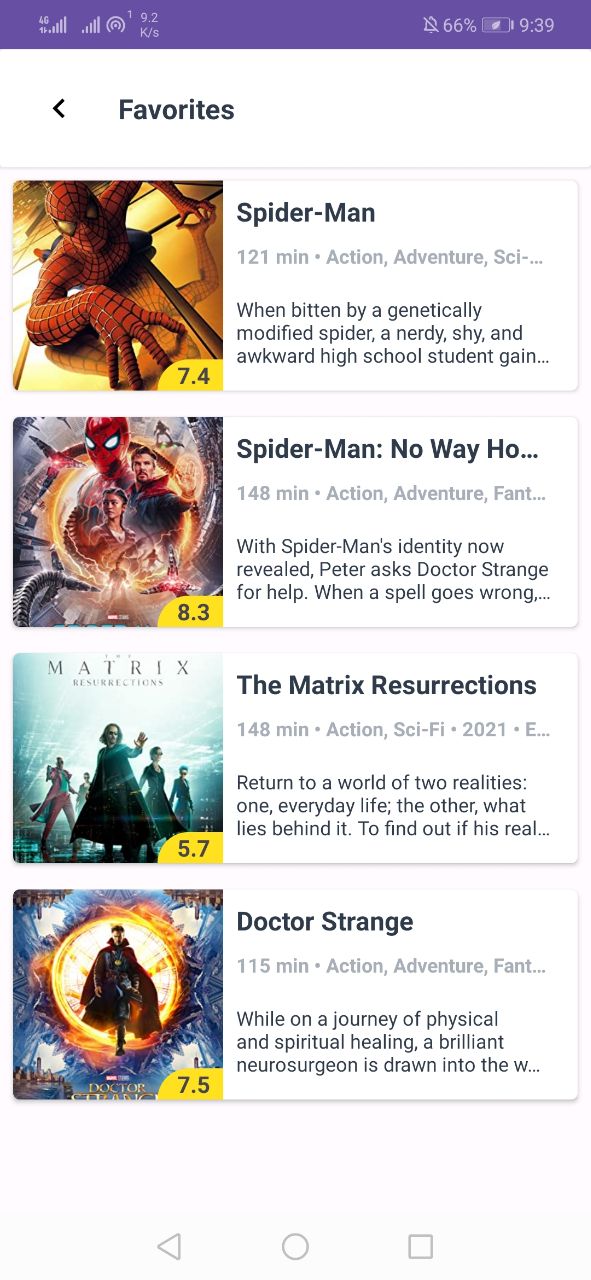 4G
1
9.2
K/s
66%
9:39
Favorites
Spider-Man
121 min • Action, Adventure, Sci-...
When bitten by a genetically
modified spider, a nerdy, shy, and
awkward high school student gain...
7.4
Spider-Man: No Way Ho...
148 min • Action, Adventure, Fant...
With Spider-Man's identity now
revealed, Peter asks Doctor Strange
for help. When a spell goes wrong,...
8.3
THE
MATRIX
RESURRECTIONS
The Matrix Resurrections
148 min • Action, Sci-Fi • 2021 • E...
Return to a world of two realities:
one, everyday life; the other, what
lies behind it. To find out if his real...
5.7
Doctor Strange
115 min • Action, Adventure, Fant...
While on a journey of physical
and spiritual healing, a brilliant
neurosurgeon is drawn into the w...
DOCTOR
STRANGE
7.5